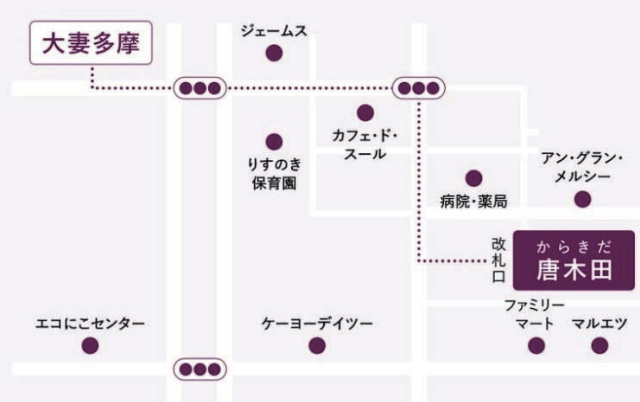 ジェームス
大妻多摩
カフェ・ド・
スール
りすのき
保育園
アン・グラン・
メルシー
病院・薬局
改札口
からきだ
唐木田
ファミリー
マート
マルエツ
エコにこセンター
ケーヨーデイツー